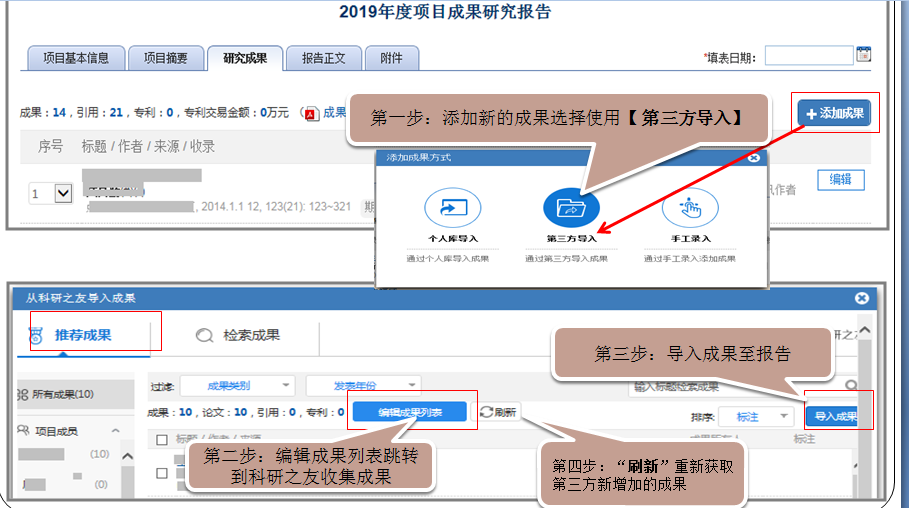 2019年度项目成果研究报告
项目基本信息 项目摘要 研究成果 报告正文 附件 *填表日期：
成果：14，引用：21，专利：0，专利交易金额：0万元 ( 成果
第一步：添加新的成果选择使用【第三方导入】
添加成果
序号 标题 / 作者 / 来源 / 收录
添加成果方式
1
, 2014.1.1 12, 123(21): 123~321 期
作者
编辑
个人库导入 第三方导入 手工录入
通过个人库导入成果 通过第三方导入成果 通过手工录入添加成果
从科研之友导入成果
推荐成果 检索成果
第三步：导入成果至报告
所有成果(10) 过滤: 成果类别 发表年份 输入标题检索成果
成果：10，论文：10，引用：0，专利：0 编辑成果列表 刷新 排序: 标注 导入成果
项目成员
标题 / 作者 / 来源 成果所有人 标注
(10)
(0)
第二步：编辑成果列表跳转
到科研之友收集成果
第四步：“刷新”重新获取
第三方新增加的成果